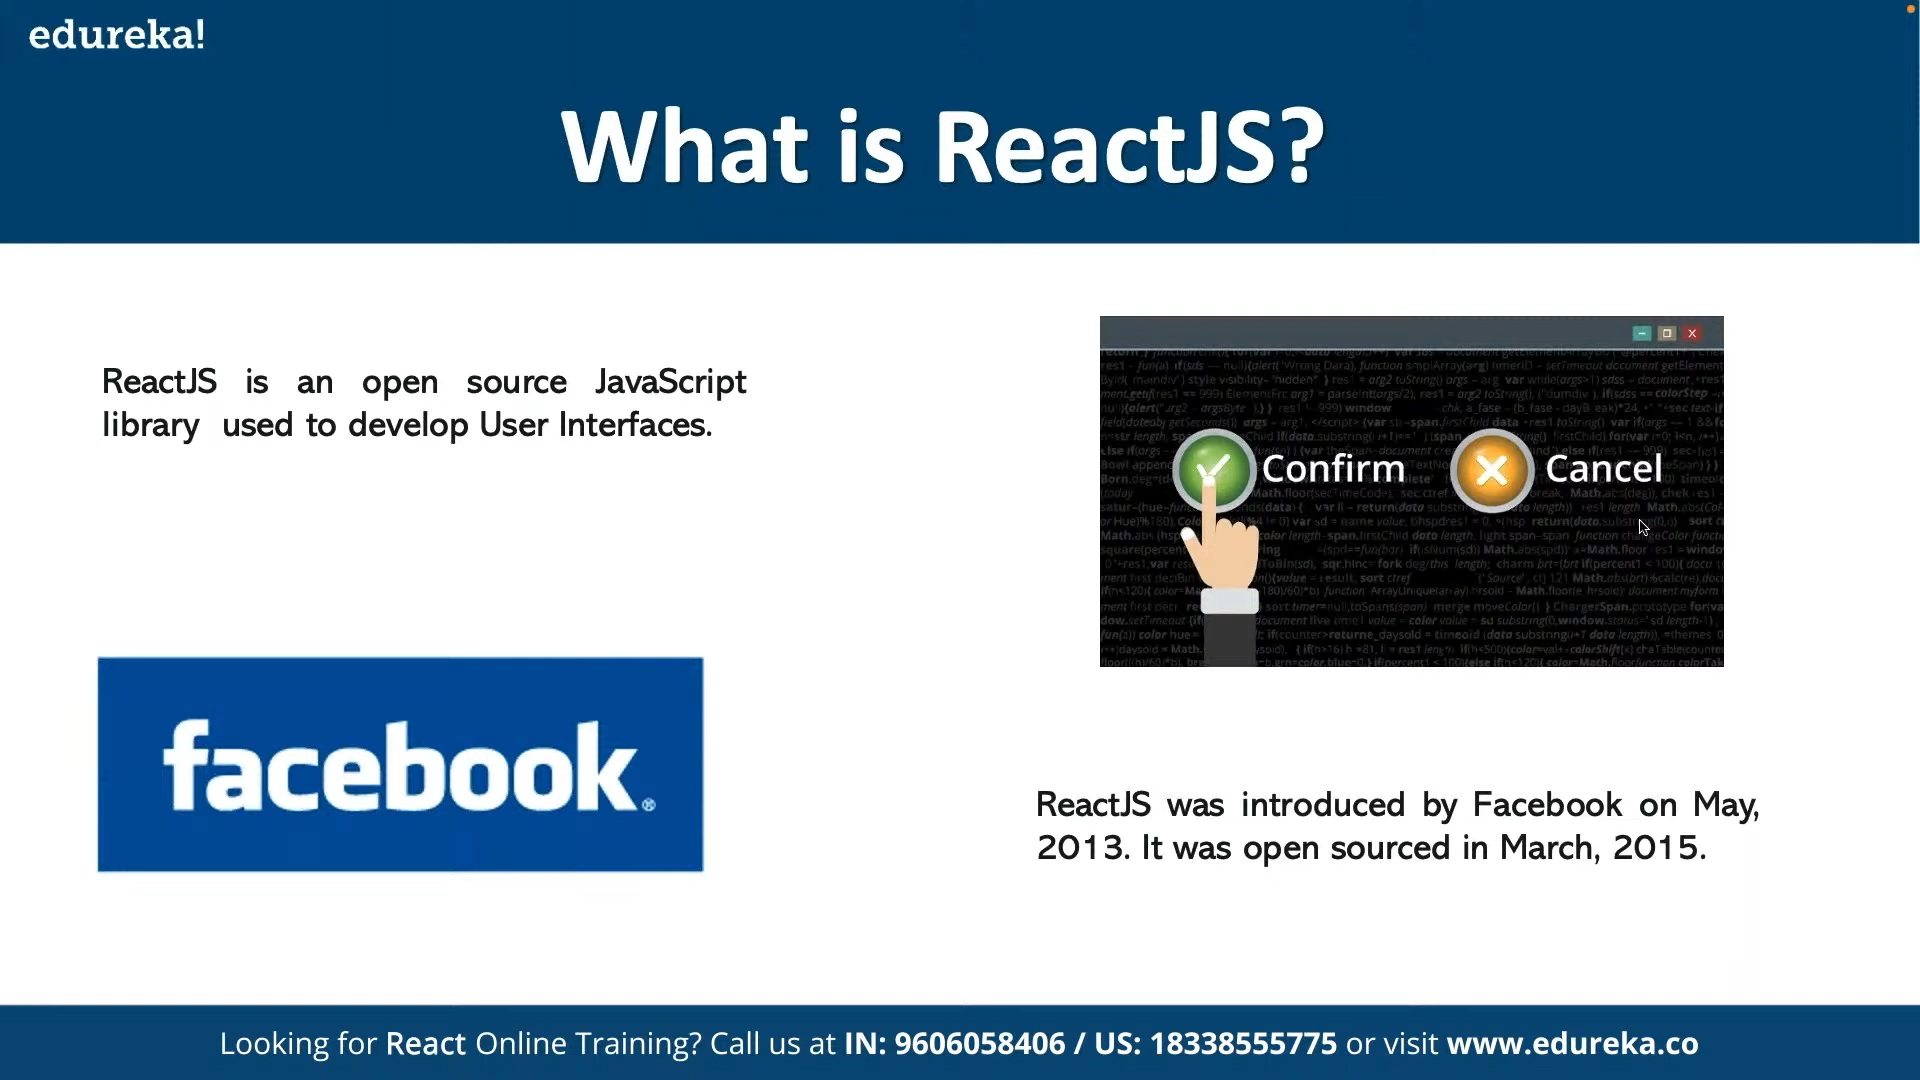 edureka!
What is ReactJS?
ReactJS is an open source JavaScript
library used to develop User Interfaces.
Confirm
Cancel
facebook®
ReactJS was introduced by Facebook on May,
2013. It was open sourced in March, 2015.
Looking for React Online Training? Call us at IN: 9606058406 / US: 18338555775 or visit www.edureka.co